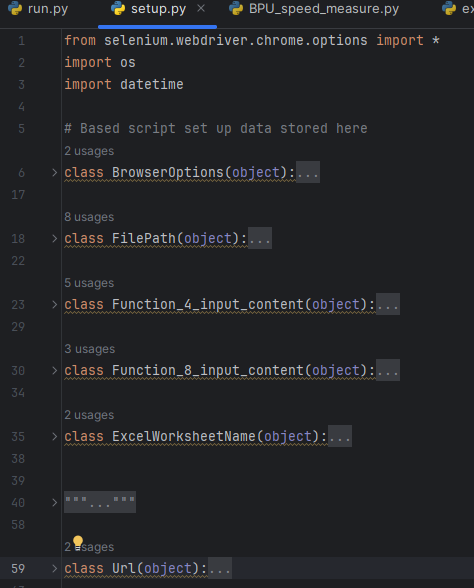 run.py setup.py × BPU_speed_measure.py ex
1 from selenium.webdriver.chrome.options import *
2 import os
3 import datetime
4
5 # Based script set up data stored here
2 usages
6 class BrowserOptions(object):...
17
8 usages
18 class FilePath(object):...
22
5 usages
23 class Function_4_input_content(object):...
29
3 usages
30 class Function_8_input_content(object):...
34
2 usages
35 class ExcelWorksheetName(object):...
38
39
40 """..."""
58
2 usages
59 class Url(object):...